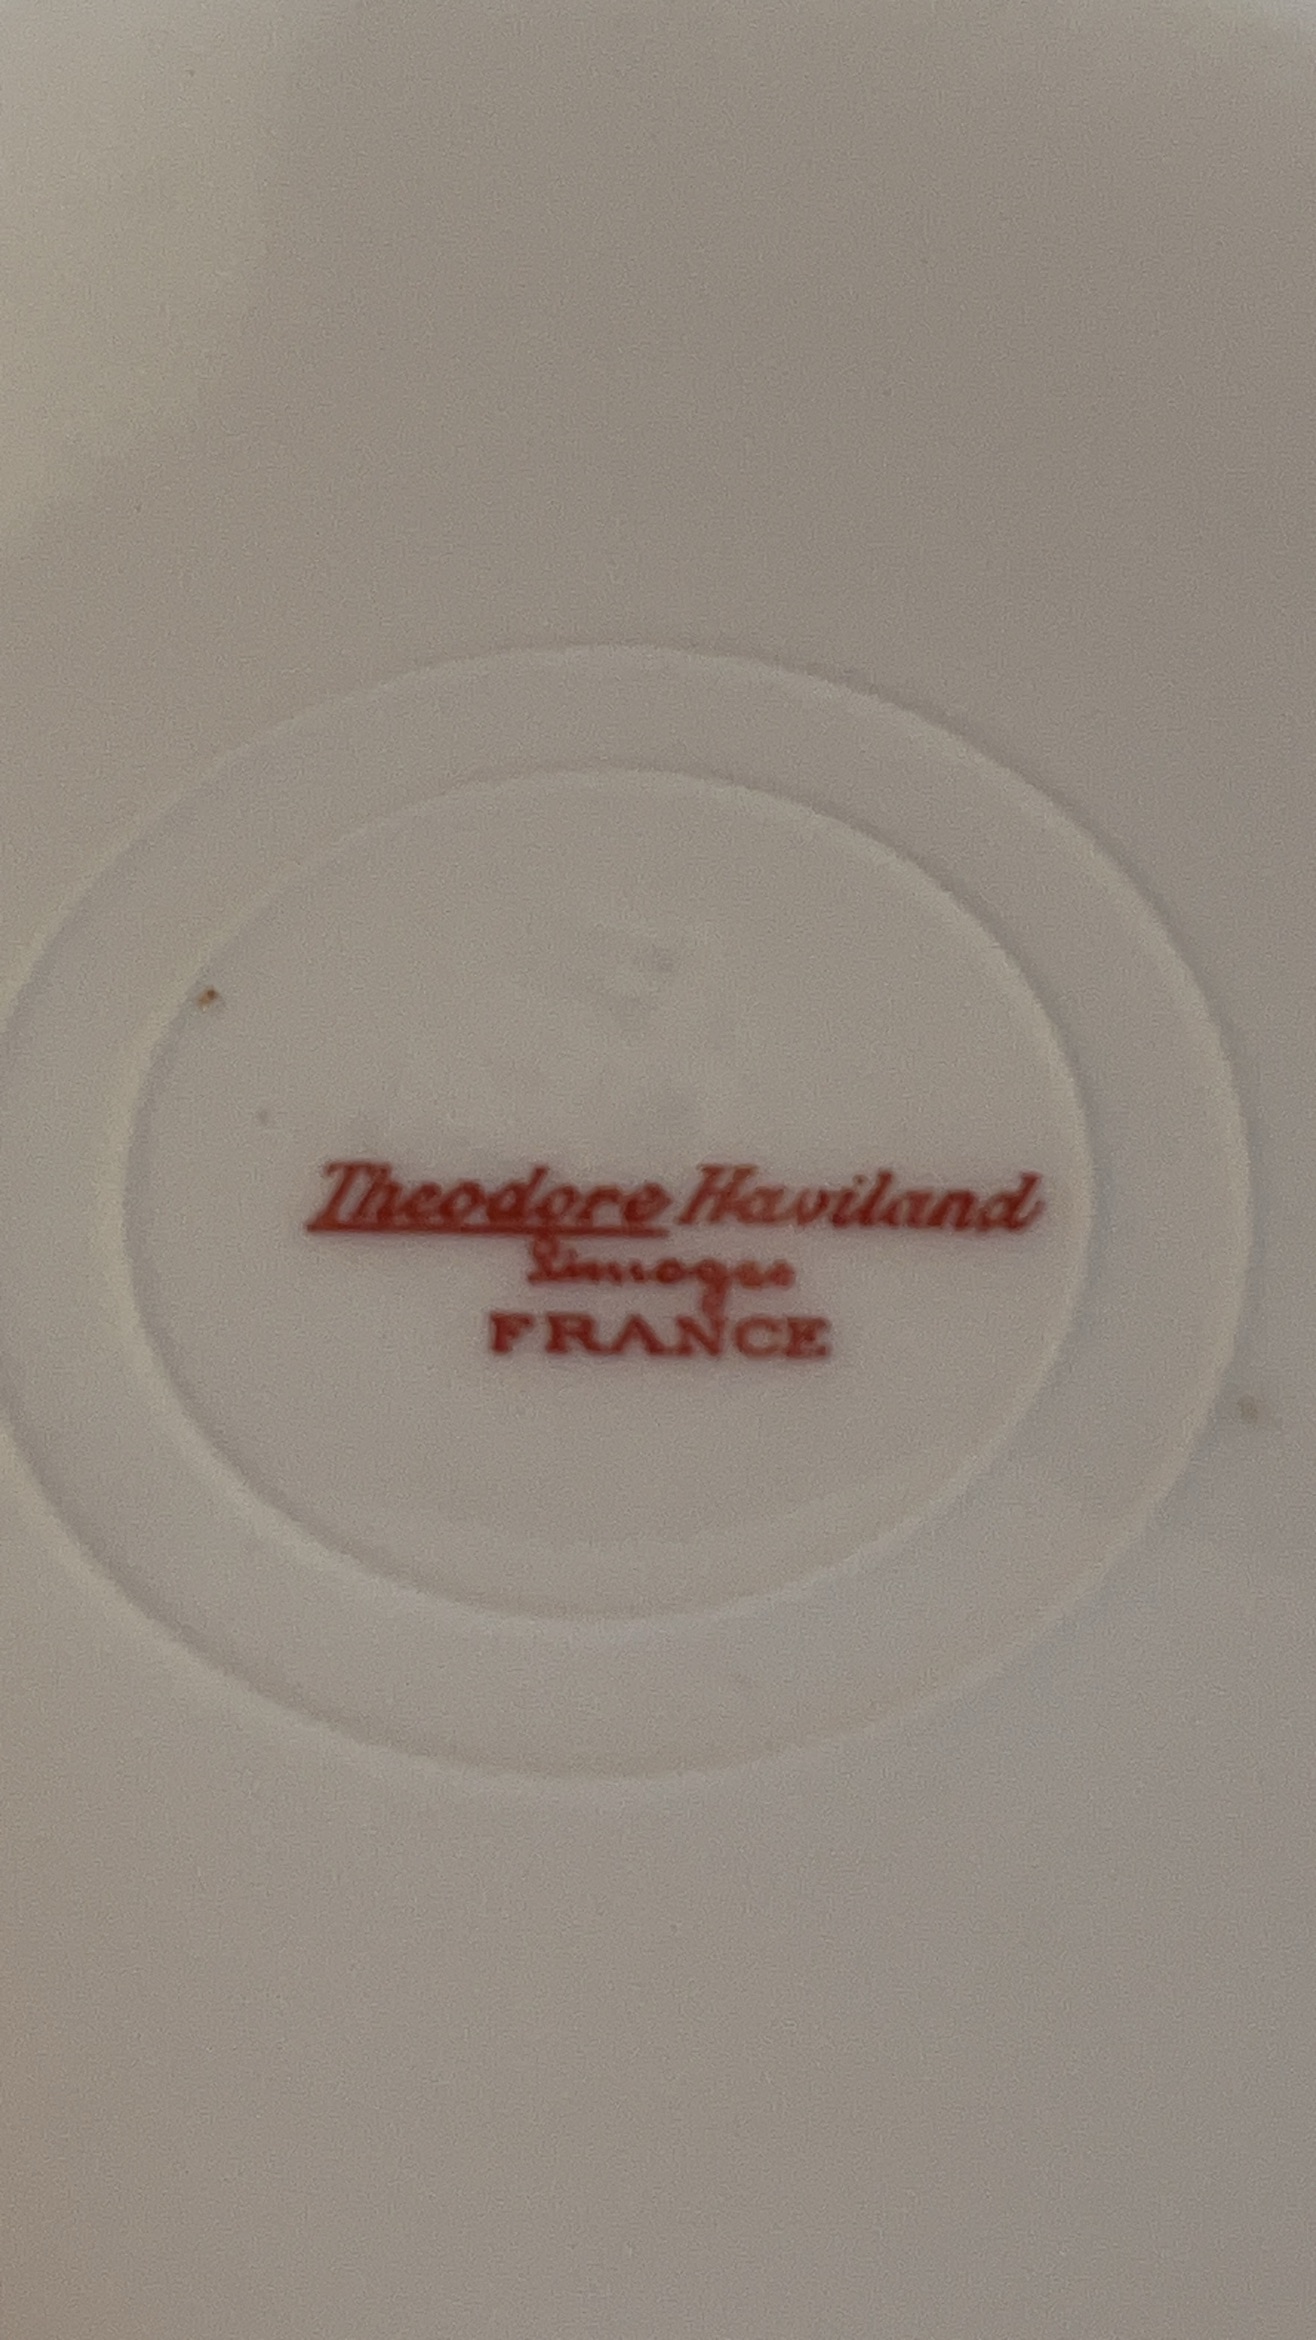 Theodore Haviland
Limoges
FRANCE